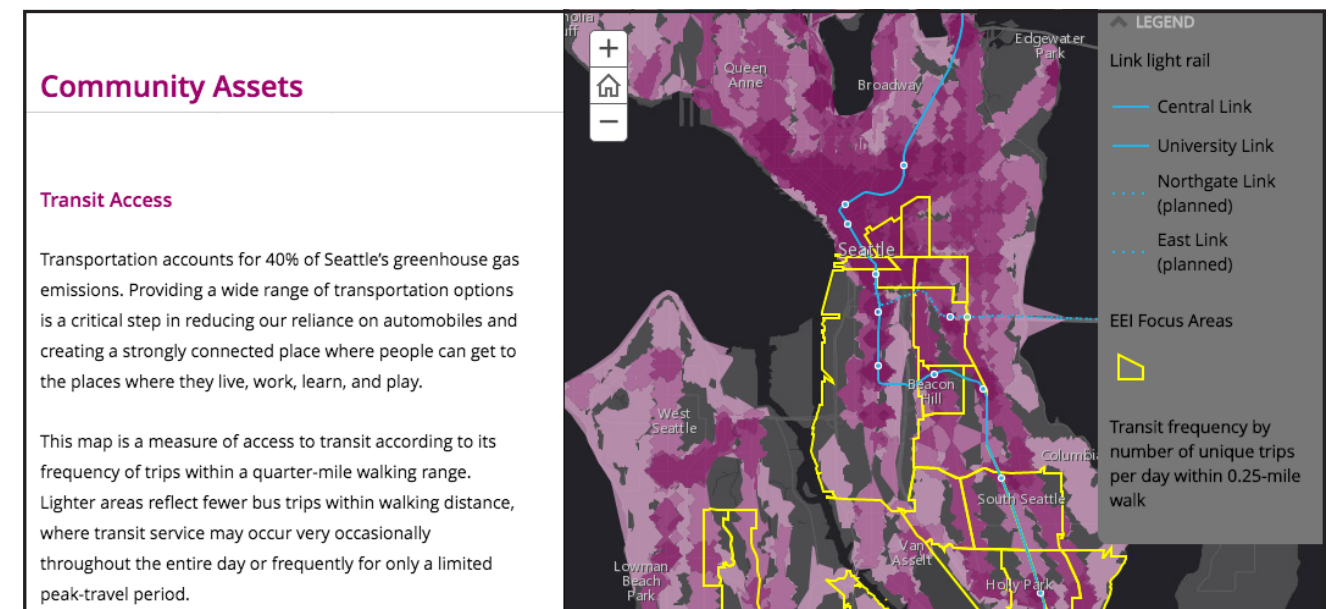 Community Assets
Transit Access
Transportation accounts for 40% of Seattle’s greenhouse gas
emissions. Providing a wide range of transportation options
is a critical step in reducing our reliance on automobiles and
creating a strongly connected place where people can get to
the places where they live, work, learn, and play.
This map is a measure of access to transit according to its
frequency of trips within a quarter-mile walking range.
Lighter areas reflect fewer bus trips within walking distance,
where transit service may occur very occasionally
throughout the entire day or frequently for only a limited
peak-travel period.
nolia
uff
+
−
Queen
Anne
Broadway
Edgewater
Park
Seattle
West
Seattle
Beacon
Hill
Columbi
South Seattle
Van
Asselt
Lowman
Beach
Park
Holly Park
LEGEND
Link light rail
Central Link
University Link
Northgate Link
(planned)
East Link
(planned)
EEI Focus Areas
Transit frequency by
number of unique trips
per day within 0.25-mile
walk